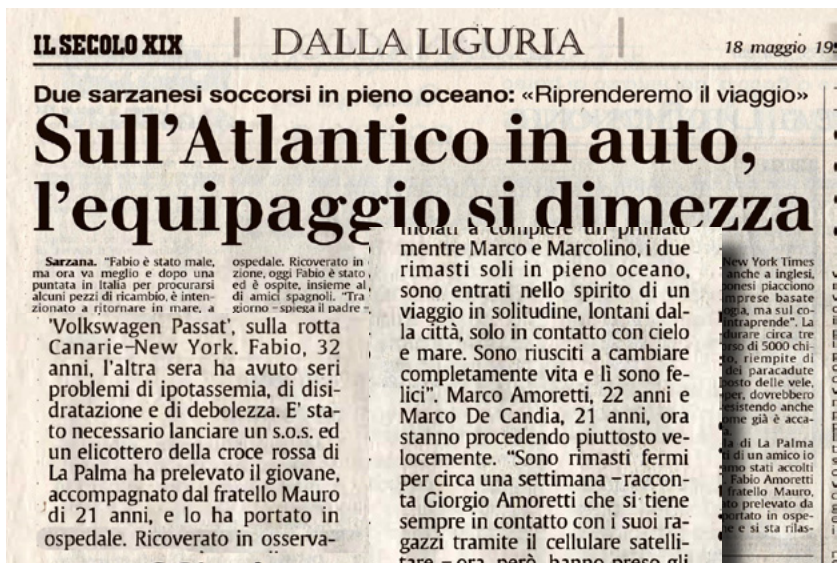 IL SECOLO XIX
DALLA LIGURIA
18 maggio 19
Due sarzanesi soccorsi in pieno oceano: «Riprenderemo il viaggio»
Sull'Atlantico in auto,
l'equipaggio si dimezza
Sarzana. "Fabio è stato male,
ma ora va meglio e dopo una
puntata in Italia per procurarsi
alcuni pezzi di ricambio, è inten-
zionato a ritornare in mare, a
'Volkswagen Passat', sulla rotta
Canarie-New York. Fabio, 32
anni, l'altra sera ha avuto seri
problemi di ipotassemia, di disi-
dratazione e di debolezza. E' sta-
to necessario lanciare un s.o.s. ed
un elicottero della croce rossa di
La Palma ha prelevato il giovane,
accompagnato dal fratello Mauro
di 21 anni, e lo ha portato in
ospedale. Ricoverato in osserva-
ospedale. Ricoverato in
zione, oggi Fabio è stato
ed è ospite, insieme al
di amici spagnoli. "Tra
giorno – spiega il padre –
a compiere un primato
mentre Marco e Marcolino, i due
rimasti soli in pieno oceano,
sono entrati nello spirito di un
viaggio in solitudine, lontani dal-
la città, solo in contatto con cielo
e mare. Sono riusciti a cambiare
completamente vita e lì sono fe-
lici". Marco Amoretti, 22 anni e
Marco De Candia, 21 anni, ora
stanno procedendo piuttosto ve-
locemente. "Sono rimasti fermi
per circa una settimana – raccon-
ta Giorgio Amoretti che si tiene
sempre in contatto con i suoi ra-
gazzi tramite il cellulare satelli-
tare – ora, però, hanno preso gli
New York Times
anche a inglesi,
piacciono
basate
ma sul co-
La
durare circa tre
di 5000 chi-
riempite di
dei paracadute
delle vele,
dovrebbero
anche
già è acca-
di La Palma
di un amico io
stati accolti
Fabio Amoretti
fratello Mauro,
prelevato da
portato in ospe-
e si sta rilas-